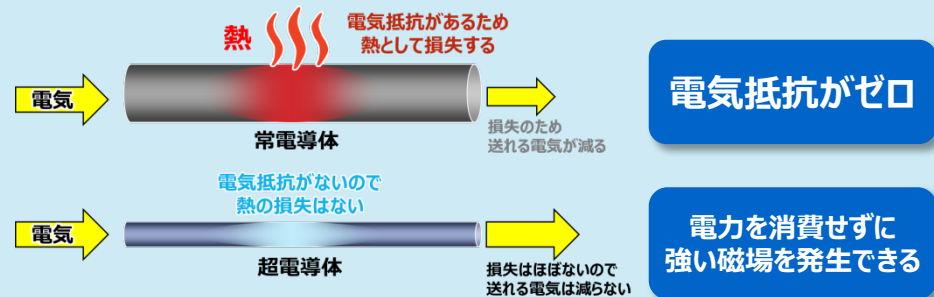 熱
電気抵抗があるため
熱として損失する
電気
常電導体
損失のため
送れる電気が減る
電気抵抗がゼロ
電気抵抗がないので
熱の損失はない
電気
超電導体
損失はほぼないので
送れる電気は減らない
電力を消費せずに
強い磁場を発生できる